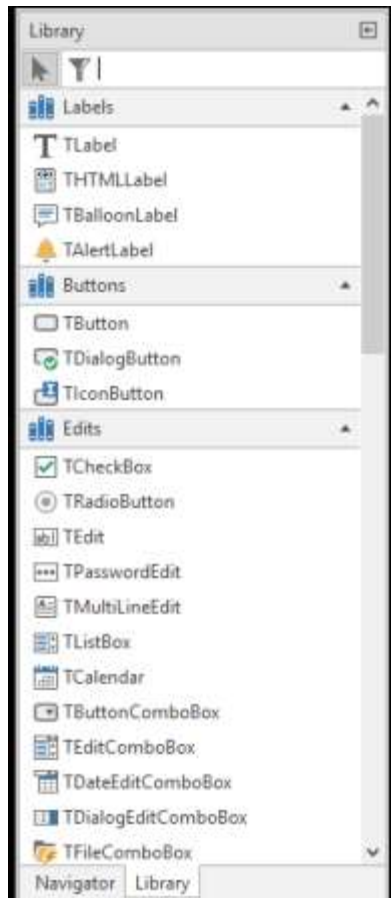 Library
Labels
TLabel
THTMLLabel
TBalloonLabel
TAlertLabel
Buttons
TButton
TDialogButton
TIconButton
Edits
TCheckBox
TRadioButton
TEdit
TPasswordEdit
TMultiLineEdit
TListBox
TCalendar
TButtonComboBox
TEditComboBox
TDateEditComboBox
TDialogEditComboBox
TFileComboBox
Navigator Library